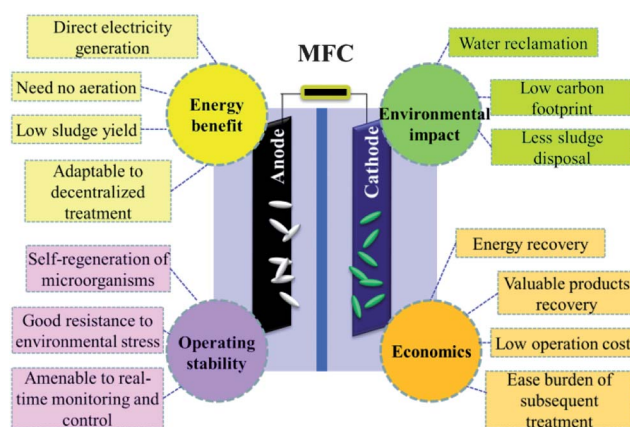 MFC
Direct electricity
generation
Need no aeration
Low sludge yield
Adaptable to
decentralized
treatment
Energy
benefit
Water reclamation
Low carbon
footprint
Less sludge
disposal
Environmental
impact
Anode
Cathode
Self-regeneration of
microorganisms
Good resistance to
environmental stress
Amenable to real-
time monitoring and
control
Operating
stability
Energy recovery
Valuable products
recovery
Low operation cost
Ease burden of
subsequent
treatment
Economics